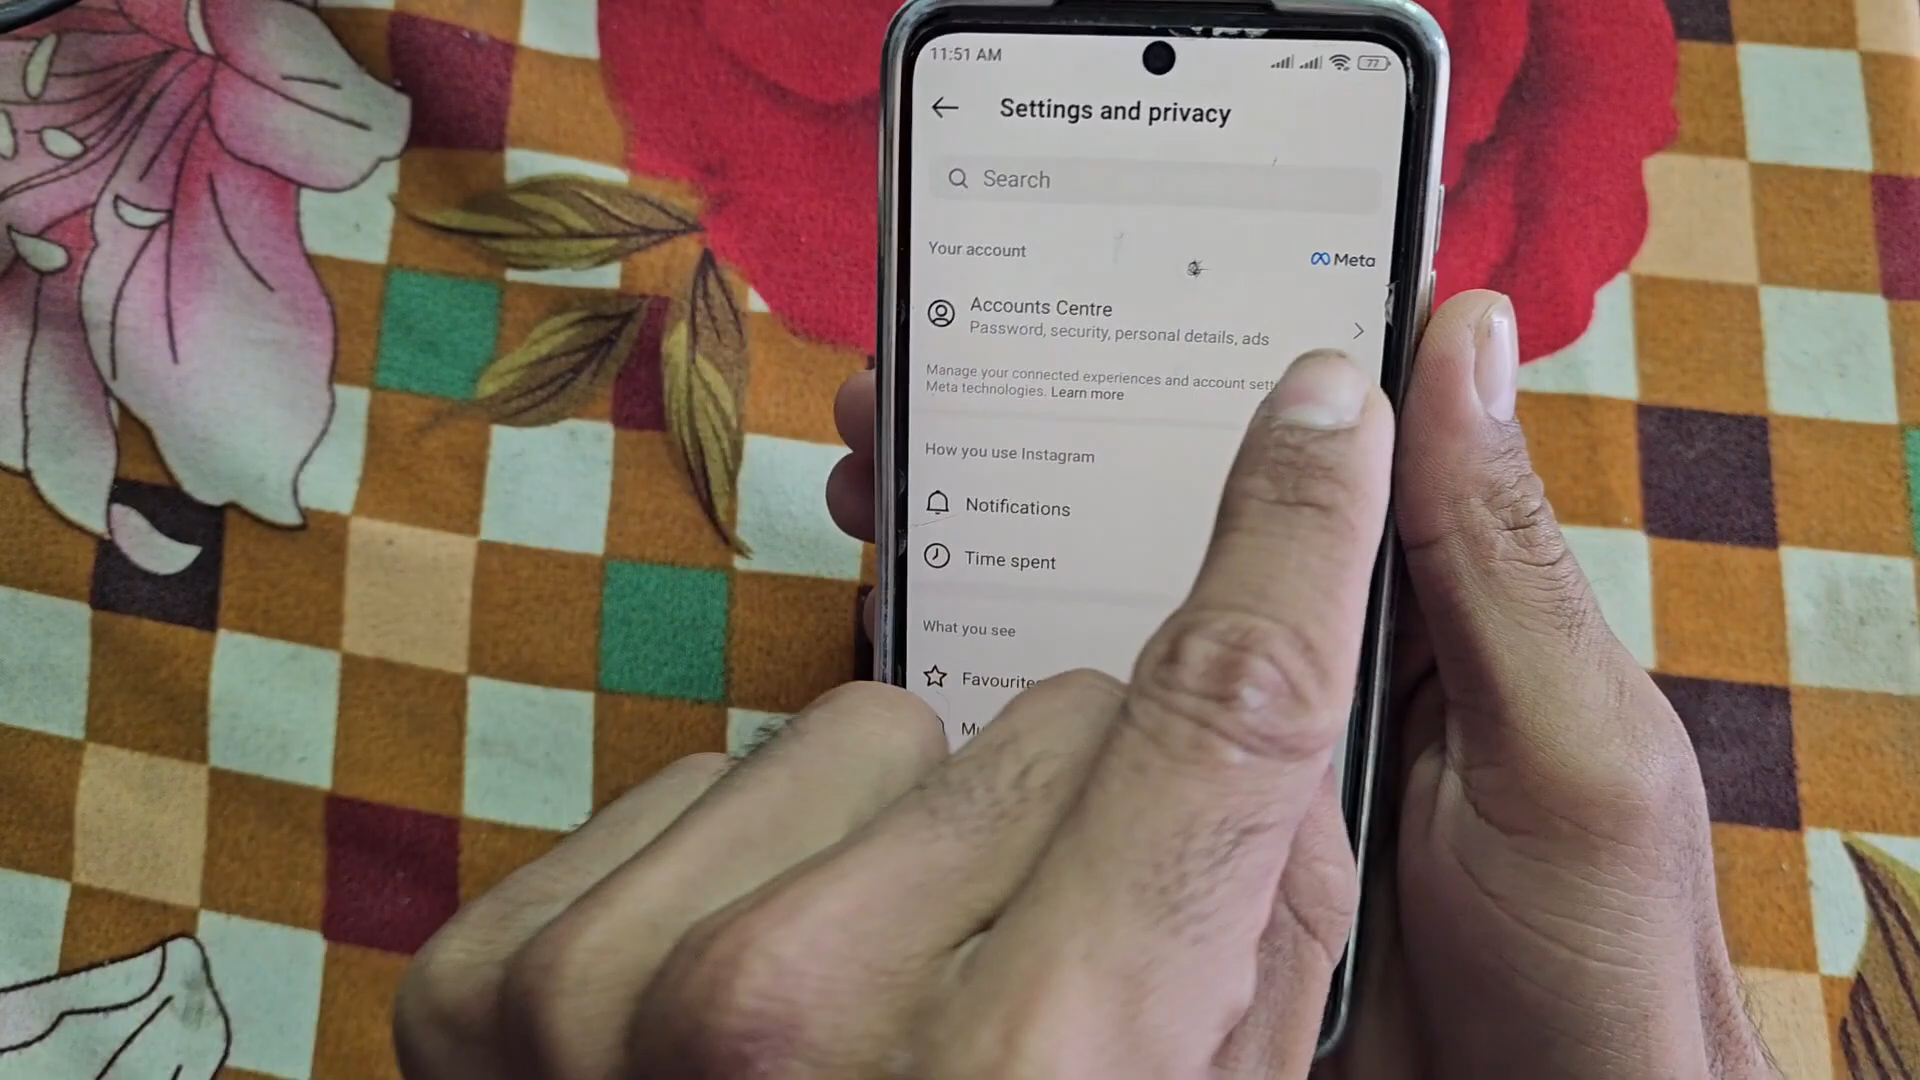 11:51 AM
77
Settings and privacy
Search
Your account
Meta
Accounts Centre
Password, security, personal details, ads
Manage your connected experiences and account
Meta technologies. Learn more
How you use Instagram
Notifications
Time spent
What you see
Favourites